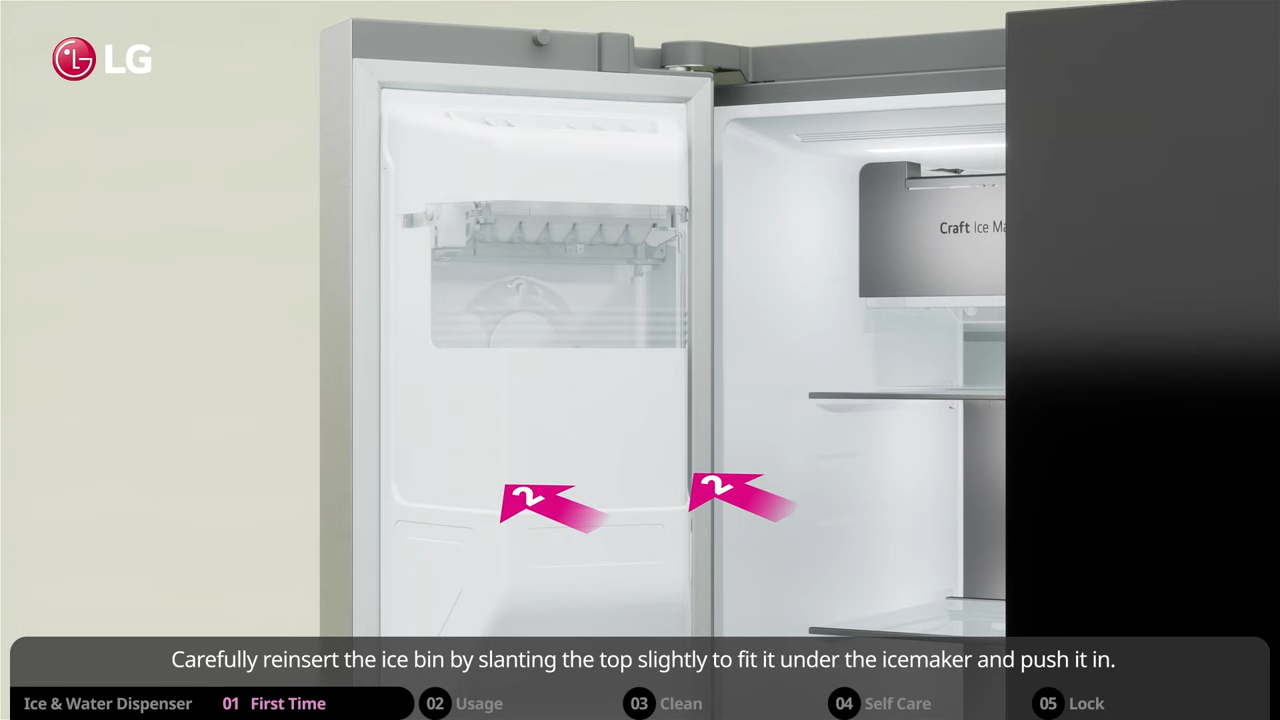 LG
Craft Ice Ma
2
2
Carefully reinsert the ice bin by slanting the top slightly to fit it under the icemaker and push it in.
Ice & Water Dispenser 01 First Time 02 Usage 03 Clean 04 Self Care 05 Lock